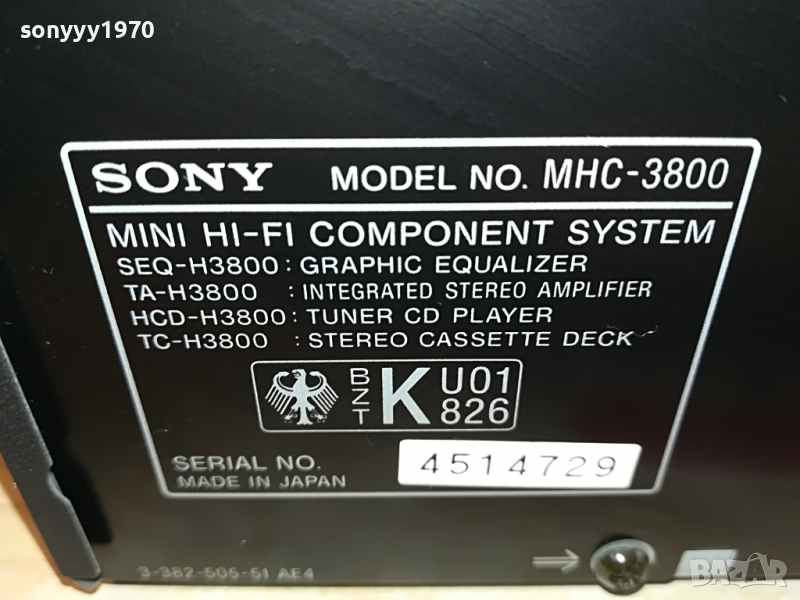 sonyyy1970
SONY MODEL NO. MHC-3800
MINI HI-FI COMPONENT SYSTEM
SEQ-H3800 : GRAPHIC EQUALIZER
TA-H3800 : INTEGRATED STEREO AMPLIFIER
HCD-H3800 : TUNER CD PLAYER
TC-H3800 : STEREO CASSETTE DECK
BZT K U01
826
SERIAL NO. 4514729
MADE IN JAPAN
3-382-505-51 AE4
BAZAR